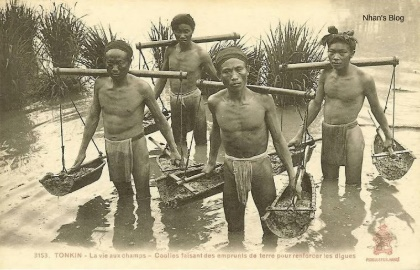 Nhan's Blog
2153. TONKIN - La vie aux champs - Coolies faisant des emprunts de terre pour renforcer les digues